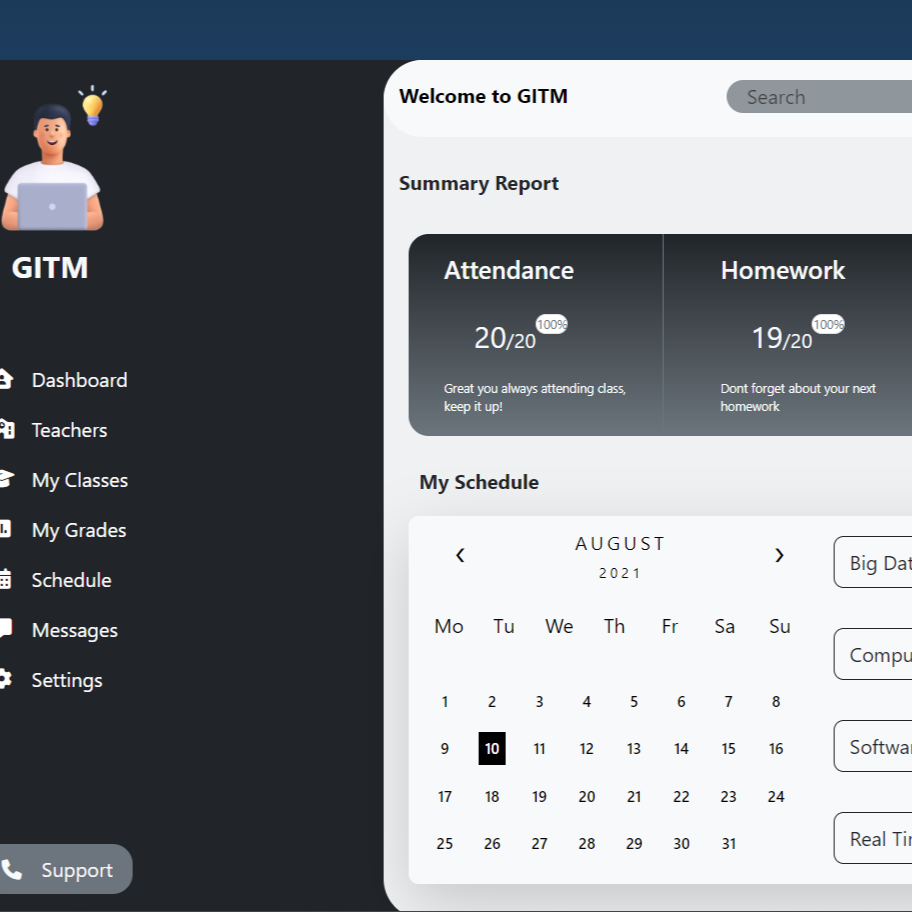 GITM
Dashboard
Teachers
My Classes
My Grades
Schedule
Messages
Settings
Support
Welcome to GITM
Search
Summary Report
Attendance
20/20 100%
Great you always attending class,
keep it up!
Homework
19/20 100%
Dont forget about your next
homework
My Schedule
‹ AUGUST ›
2021
Mo Tu We Th Fr Sa Su
1 2 3 4 5 6 7 8
9 10 11 12 13 14 15 16
17 18 19 20 21 22 23 24
25 26 27 28 29 30 31
Big Dat
Compu
Softwar
Real Tim